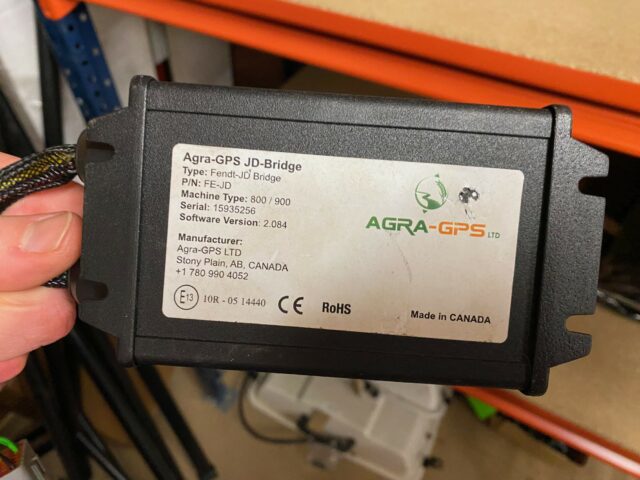 Agra-GPS JD-Bridge
Type: Fendt-JD Bridge
P/N: FE-JD
Machine Type: 800 / 900
Serial: 15935256
Software Version: 2.084
Manufacturer:
Agra-GPS LTD
Stony Plain, AB, CANADA
+1 780 990 4052
E13 10R - 05 14440 CE RoHS
AGRA-GPS LTD
Made in CANADA